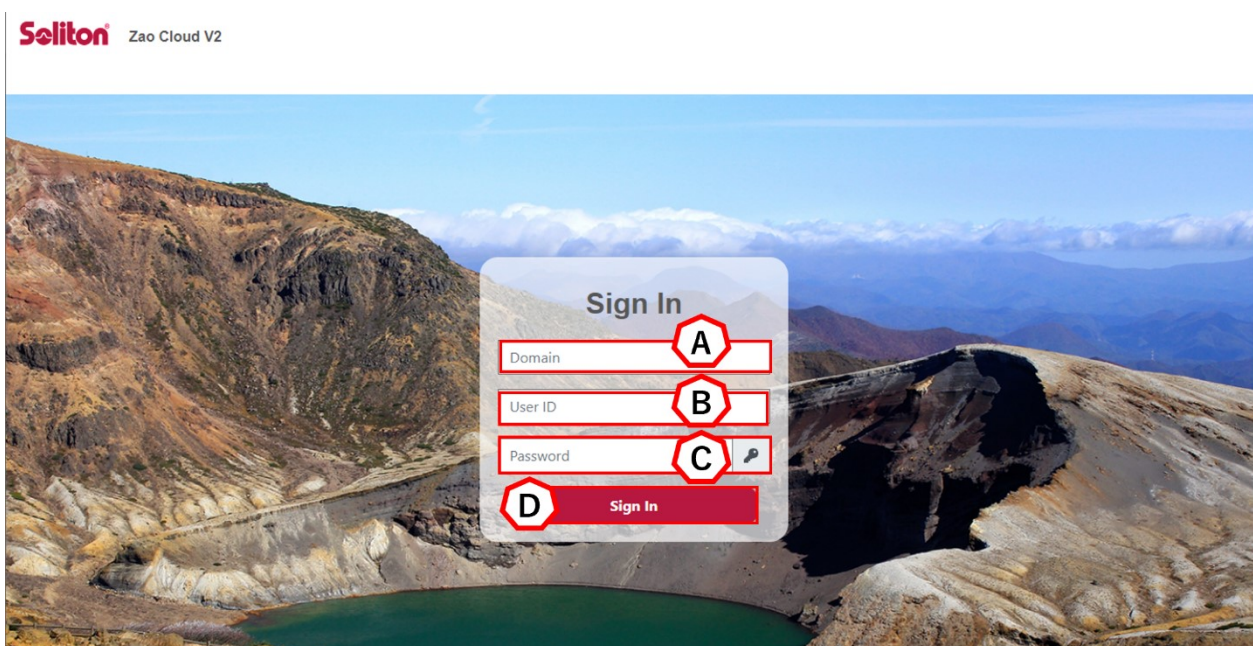 Soliton Zao Cloud V2
Sign In
Domain A
User ID B
Password C
D Sign In